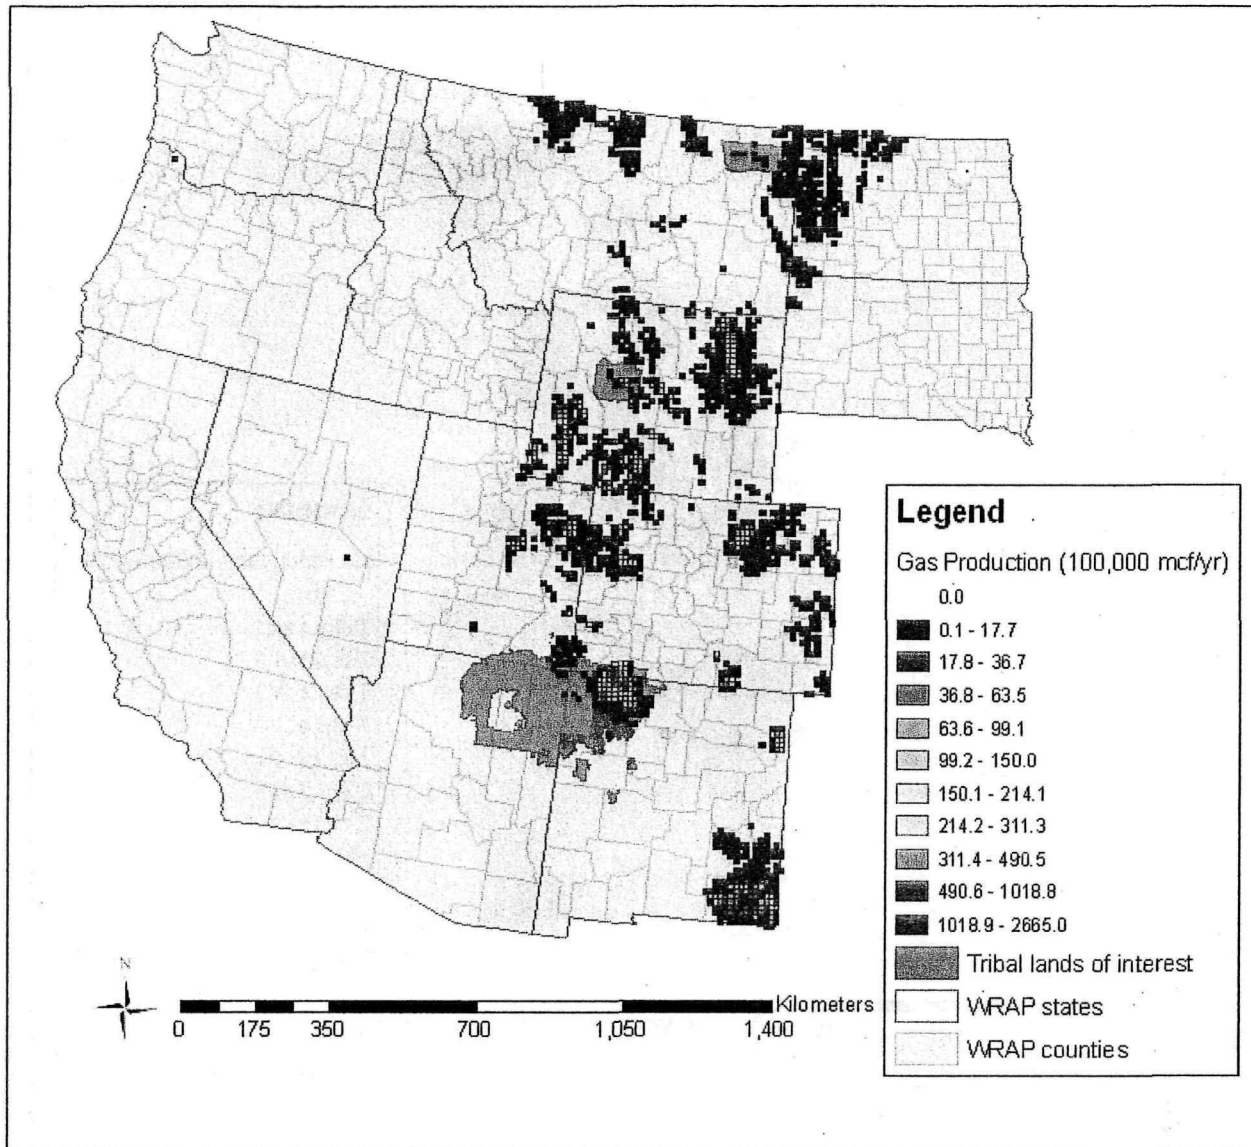 Legend
Gas Production (100,000 mcf/yr)
0.0
0.1 - 17.7
17.8 - 36.7
36.8 - 63.5
63.6 - 99.1
99.2 - 150.0
150.1 - 214.1
214.2 - 311.3
311.4 - 490.5
490.6 - 1018.8
1018.9 - 2665.0
Tribal lands of interest
WRAP states
WRAP counties
N
Kilometers
0 175 350 700 1,050 1,400